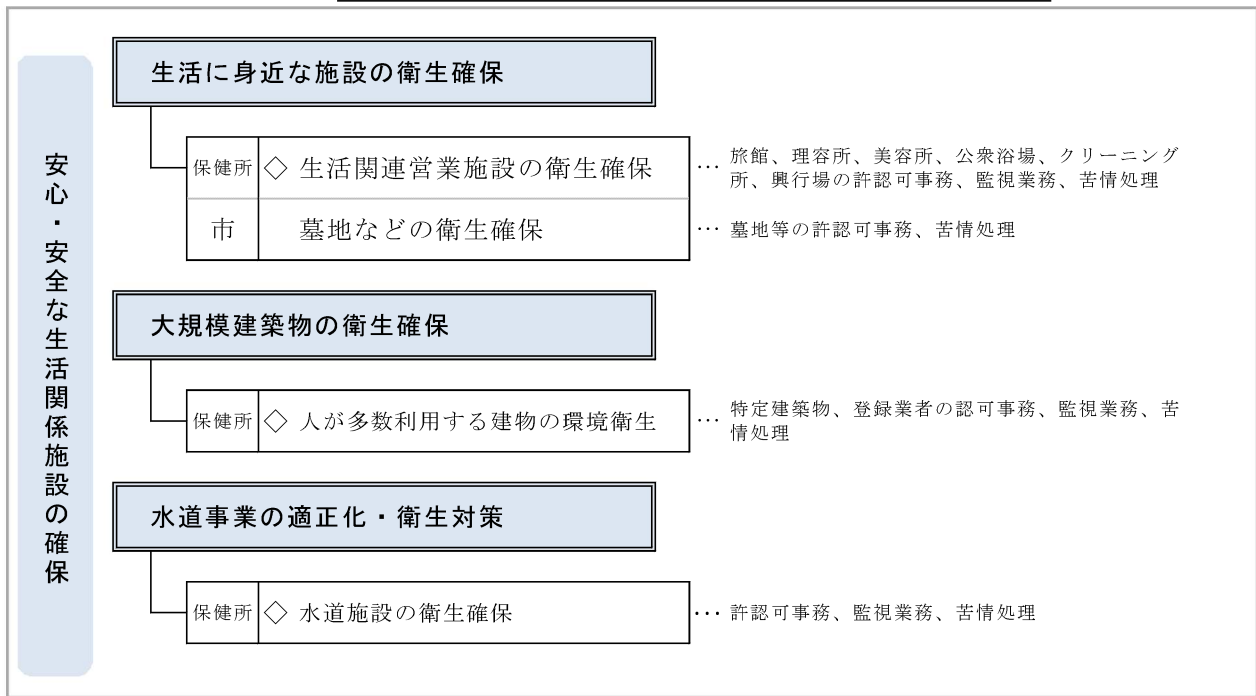 安心・安全な生活関係施設の確保
生活に身近な施設の衛生確保
保健所 ◇ 生活関連営業施設の衛生確保 … 旅館、理容所、美容所、公衆浴場、クリーニング
所、興行場の許認可事務、監視業務、苦情処理
市 墓地などの衛生確保 … 墓地等の許認可事務、苦情処理
大規模建築物の衛生確保
保健所 ◇ 人が多数利用する建物の環境衛生 … 特定建築物、登録業者の認可事務、監視業務、苦
情処理
水道事業の適正化・衛生対策
保健所 ◇ 水道施設の衛生確保 … 許認可事務、監視業務、苦情処理